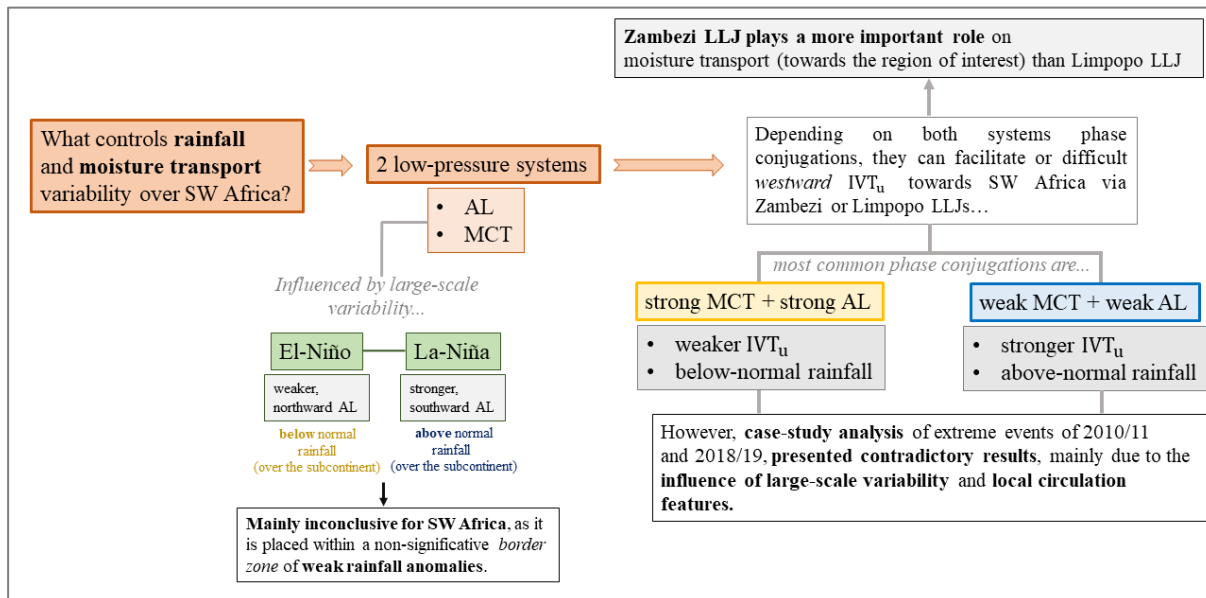 What controls rainfall
and moisture transport
variability over SW Africa?
2 low-pressure systems
• AL
• MCT
Influenced by large-scale
variability...
El-Niño
La-Niña
weaker,
northward AL
stronger,
southward AL
below normal
rainfall
(over the subcontinent)
above normal
rainfall
(over the subcontinent)
Mainly inconclusive for SW Africa, as it
is placed within a non-significative border
zone of weak rainfall anomalies.
Zambezi LLJ plays a more important role on
moisture transport (towards the region of interest) than Limpopo LLJ
Depending on both systems phase
conjugations, they can facilitate or difficult
westward IVTu towards SW Africa via
Zambezi or Limpopo LLJs…
most common phase conjugations are...
strong MCT + strong AL
• weaker IVTu
• below-normal rainfall
weak MCT + weak AL
• stronger IVTu
• above-normal rainfall
However, case-study analysis of extreme events of 2010/11
and 2018/19, presented contradictory results, mainly due to the
influence of large-scale variability and local circulation
features.